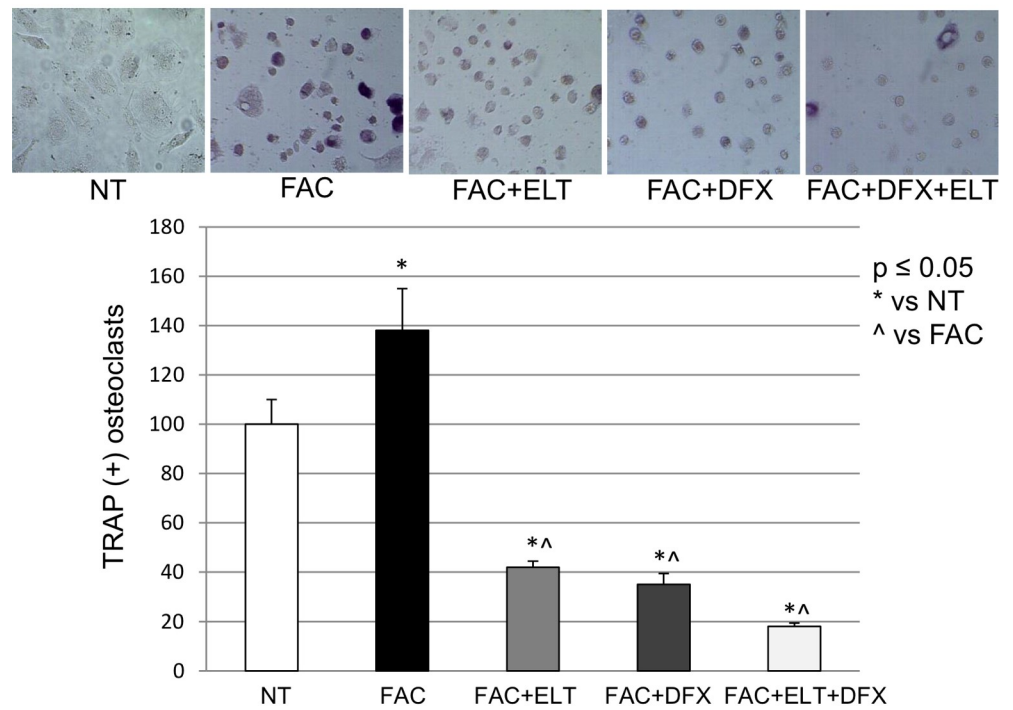 NT FAC FAC+ELT FAC+DFX FAC+DFX+ELT
TRAP (+) osteoclasts
180
160
140
120
100
80
60
40
20
0
*
*^
*^
*^
p ≤ 0.05
* vs NT
^ vs FAC
NT FAC FAC+ELT FAC+DFX FAC+ELT+DFX